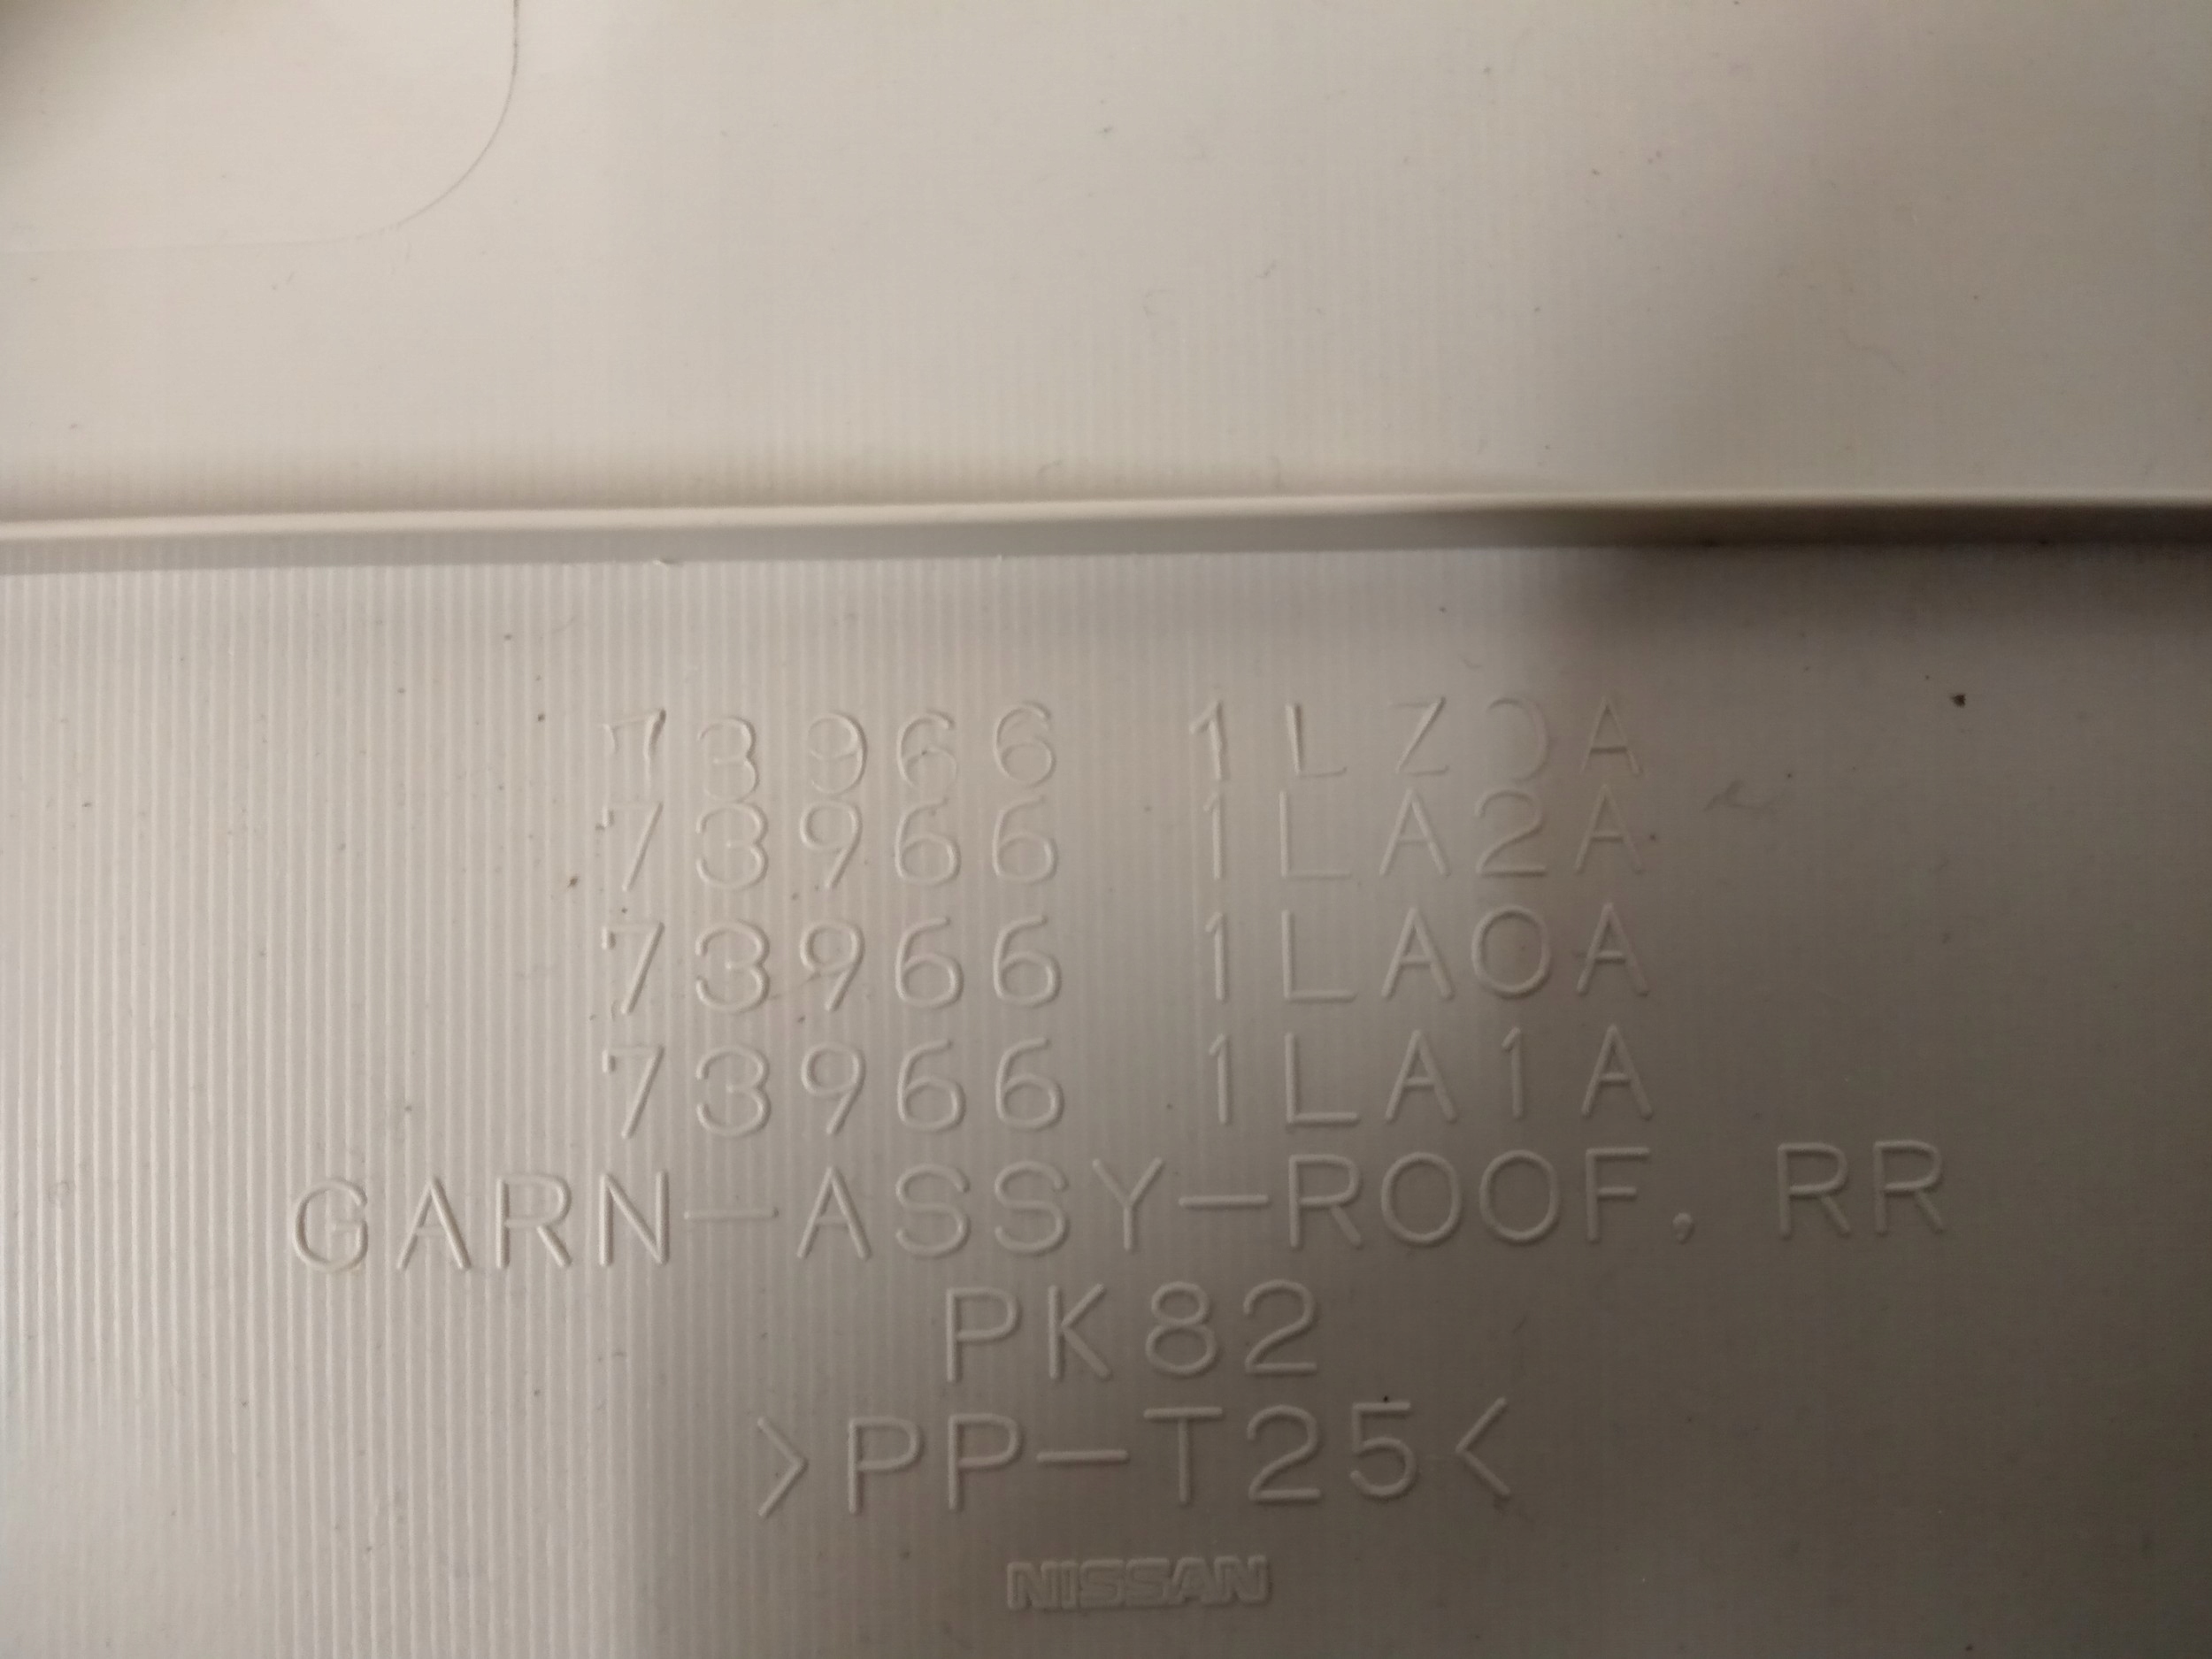 73966 1LZ0A
73966 1LA2A
73966 1LA0A
73966 1LA1A
GARN-ASSY-ROOF, RR
PK82
>PP-T25<
NISSAN